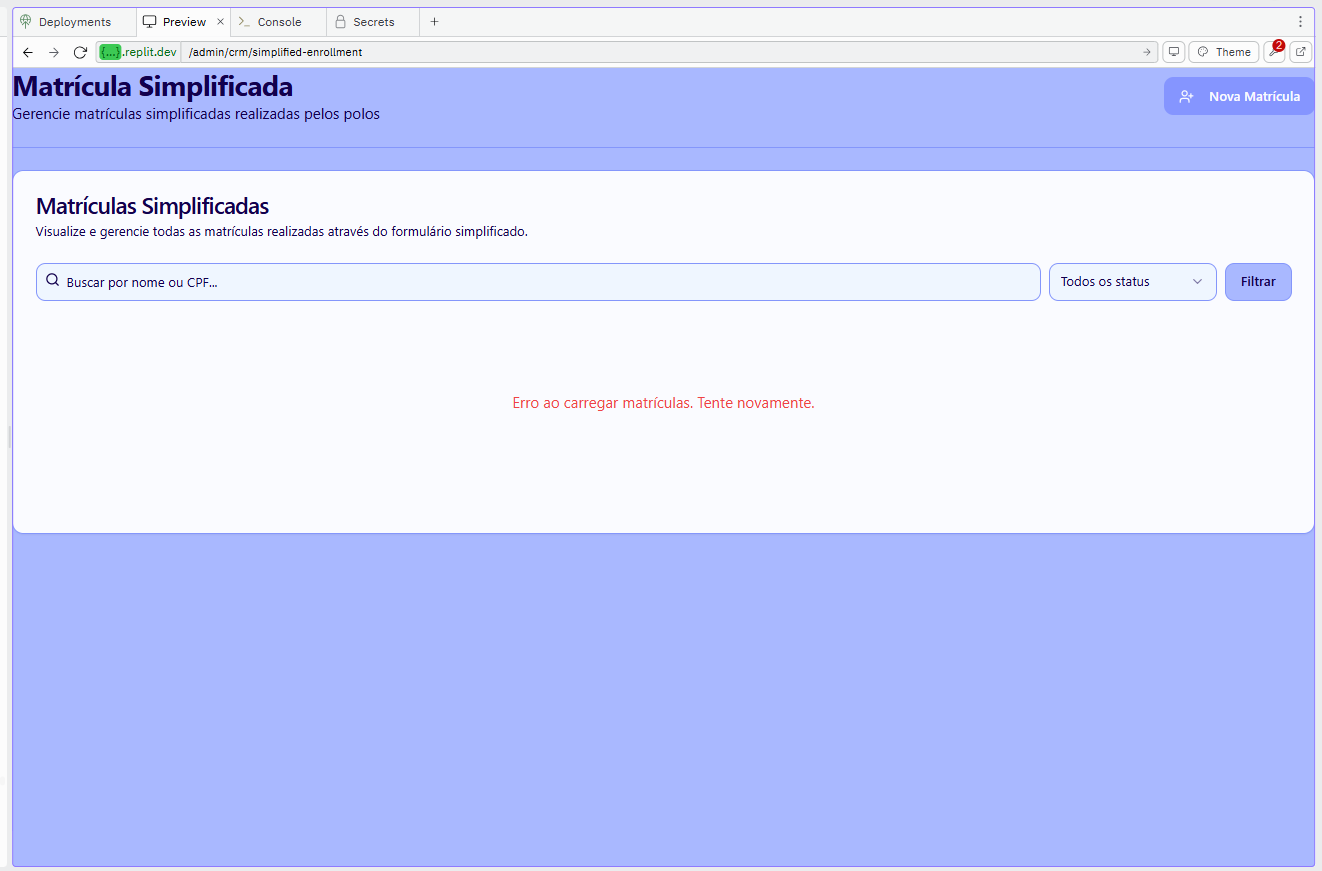 Deployments Preview × Console Secrets +
{...}.replit.dev /admin/crm/simplified-enrollment Theme 2
Matrícula Simplificada
Nova Matrícula
Gerencie matrículas simplificadas realizadas pelos polos
Matrículas Simplificadas
Visualize e gerencie todas as matrículas realizadas através do formulário simplificado.
Buscar por nome ou CPF... Todos os status Filtrar
Erro ao carregar matrículas. Tente novamente.